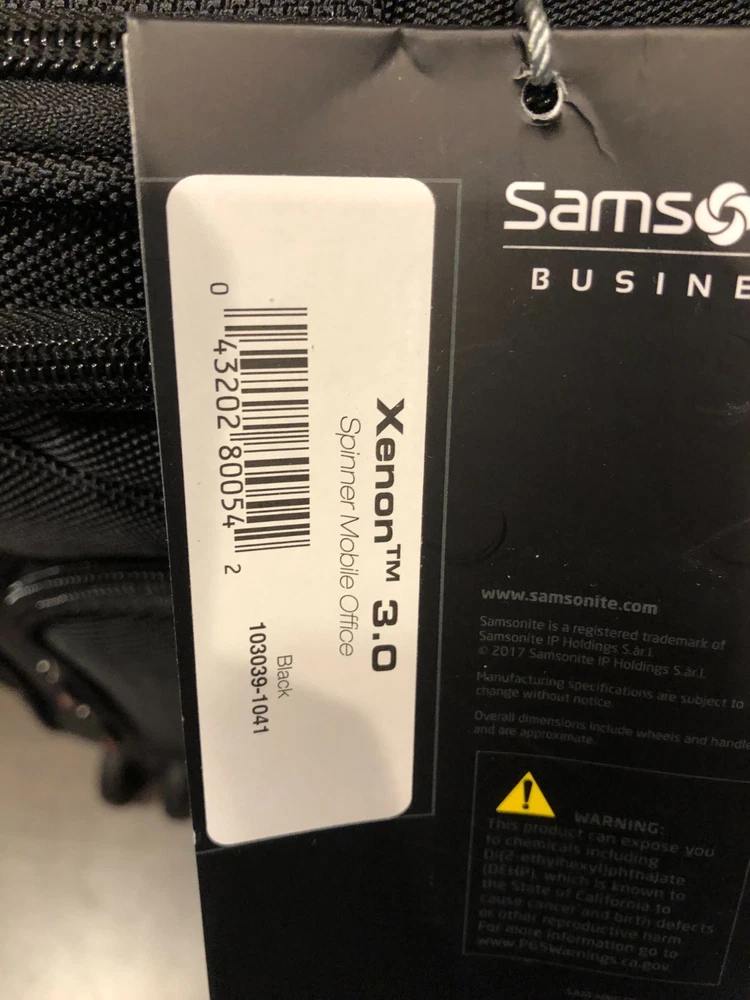 Xenon™ 3.0
Spinner Mobile Office
0 43202 80054 2
Black
103039-1041
Sams
BUSINE
www.samsonite.com
Samsonite is a registered trademark of
Samsonite IP Holdings S.àr.l.
© 2017 Samsonite IP Holdings S.àr.l.
Manufacturing specifications are subject to
change without notice.
Overall dimensions include wheels and handle
and are approximate.
WARNING:
This product can expose you
to chemicals including
Di(2-ethylhexyl)phthalate
(DEHP), which is known to
the State of California to
cause cancer and birth defects
or other reproductive harm
For more information go to
www.P65Warnings.ca.gov